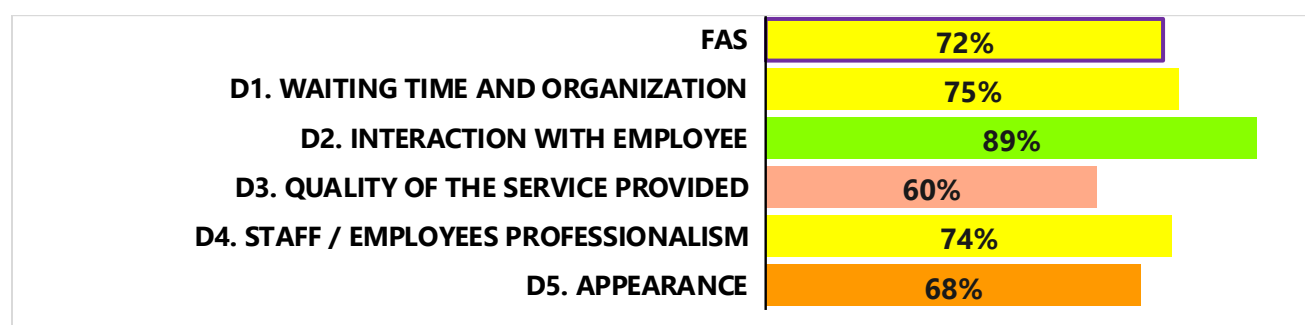 FAS 72%
D1. WAITING TIME AND ORGANIZATION 75%
D2. INTERACTION WITH EMPLOYEE 89%
D3. QUALITY OF THE SERVICE PROVIDED 60%
D4. STAFF / EMPLOYEES PROFESSIONALISM 74%
D5. APPEARANCE 68%